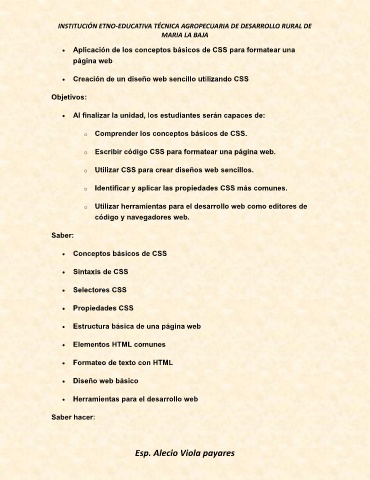 INSTITUCIÓN ETNO-EDUCATIVA TÉCNICA AGROPECUARIA DE DESARROLLO RURAL DE
MARIA LA BAJA
• Aplicación de los conceptos básicos de CSS para formatear una
página web
• Creación de un diseño web sencillo utilizando CSS
Objetivos:
• Al finalizar la unidad, los estudiantes serán capaces de:
o Comprender los conceptos básicos de CSS.
o Escribir código CSS para formatear una página web.
o Utilizar CSS para crear diseños web sencillos.
o Identificar y aplicar las propiedades CSS más comunes.
o Utilizar herramientas para el desarrollo web como editores de
código y navegadores web.
Saber:
• Conceptos básicos de CSS
• Sintaxis de CSS
• Selectores CSS
• Propiedades CSS
• Estructura básica de una página web
• Elementos HTML comunes
• Formateo de texto con HTML
• Diseño web básico
• Herramientas para el desarrollo web
Saber hacer:
Esp. Alecio Viola payares